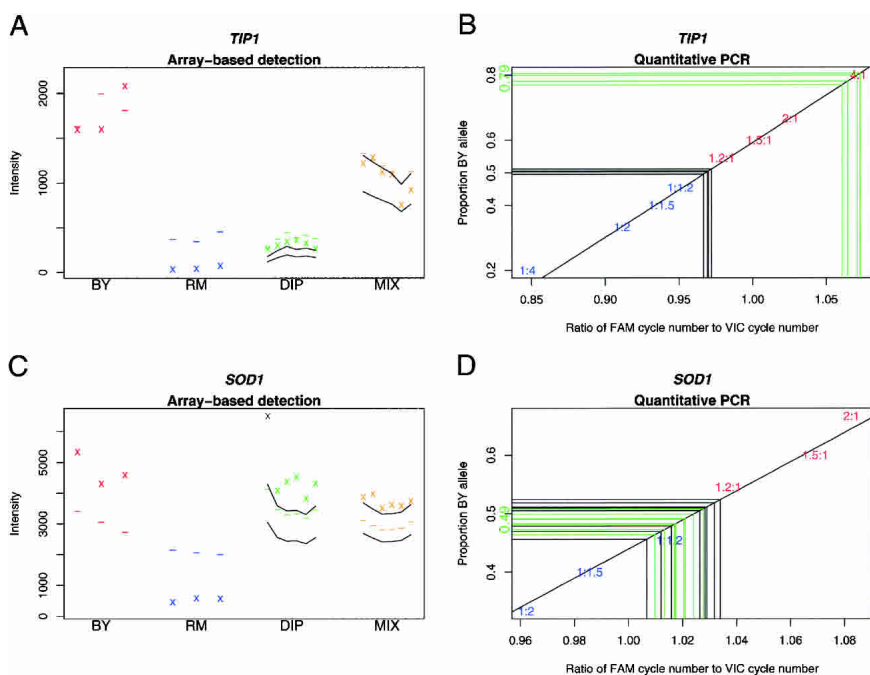 A
TIP1
Array-based detection
Intensity
2000
1000
0
BY RM DIP MIX
B
TIP1
Quantitative PCR
Proportion BY allele
0.8
0.79
0.6
0.5
0.4
0.2
4:1
2:1
1.5:1
1.2:1
1:1.2
1:1.5
1:2
1:4
0.85 0.90 0.95 1.00 1.05
Ratio of FAM cycle number to VIC cycle number
C
SOD1
Array-based detection
Intensity
5000
3000
1000
0
BY RM DIP MIX
D
SOD1
Quantitative PCR
Proportion BY allele
0.6
0.5
0.49
0.4
2:1
1.5:1
1.2:1
1:1.2
1:1.5
1:2
0.96 0.98 1.00 1.02 1.04 1.06 1.08
Ratio of FAM cycle number to VIC cycle number